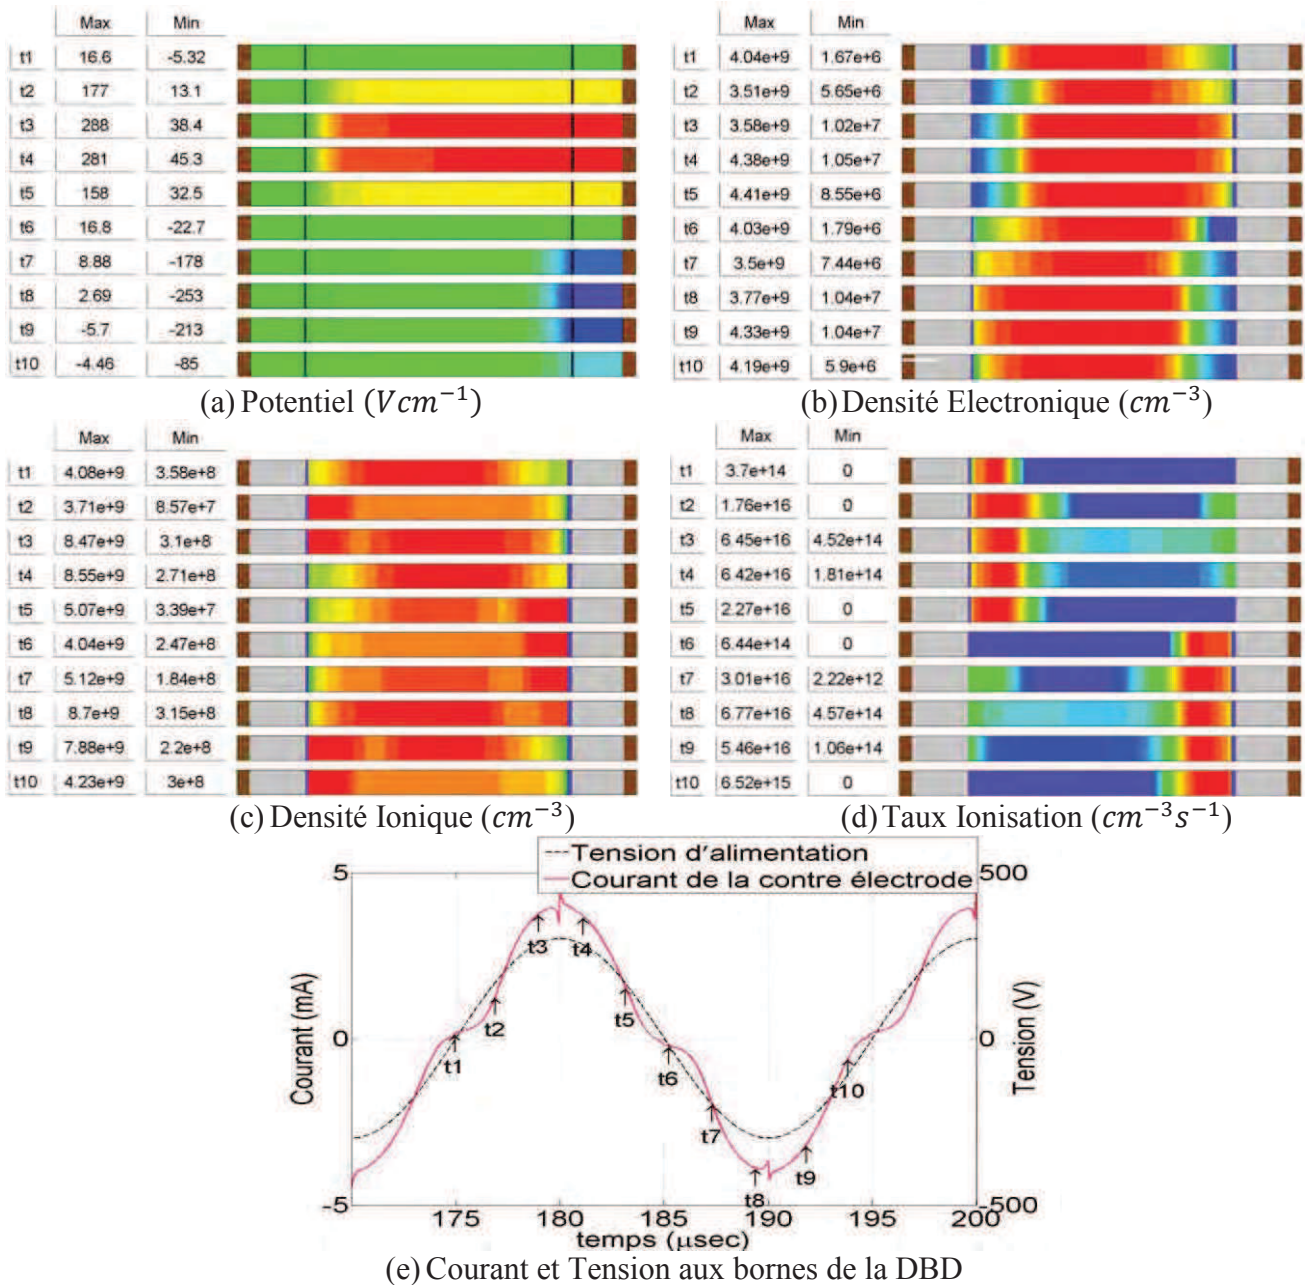 Max Min
t1 16.6 -5.32
t2 177 13.1
t3 288 38.4
t4 281 45.3
t5 158 32.5
t6 16.8 -22.7
t7 8.88 -178
t8 2.69 -253
t9 -5.7 -213
t10 -4.46 -85
(a) Potentiel (Vcm⁻¹)
Max Min
t1 4.04e+9 1.67e+6
t2 3.51e+9 5.65e+6
t3 3.58e+9 1.02e+7
t4 4.38e+9 1.05e+7
t5 4.41e+9 8.55e+6
t6 4.03e+9 1.79e+6
t7 3.5e+9 7.44e+6
t8 3.77e+9 1.04e+7
t9 4.33e+9 1.04e+7
t10 4.19e+9 5.9e+6
(b) Densité Electronique (cm⁻³)
Max Min
t1 4.08e+9 3.58e+8
t2 3.71e+9 8.57e+7
t3 8.47e+9 3.1e+8
t4 8.55e+9 2.71e+8
t5 5.07e+9 3.39e+7
t6 4.04e+9 2.47e+8
t7 5.12e+9 1.84e+8
t8 8.7e+9 3.15e+8
t9 7.88e+9 2.2e+8
t10 4.23e+9 3e+8
(c) Densité Ionique (cm⁻³)
Max Min
t1 3.7e+14 0
t2 1.76e+16 0
t3 6.45e+16 4.52e+14
t4 6.42e+16 1.81e+14
t5 2.27e+16 0
t6 6.44e+14 0
t7 3.01e+16 2.22e+12
t8 6.77e+16 4.57e+14
t9 5.46e+16 1.06e+14
t10 6.52e+15 0
(d) Taux Ionisation (cm⁻³s⁻¹)
Tension d'alimentation
Courant de la contre électrode
5 500
t3 t4
t2 t5
0 0
t1 t6 t10
t7
t8 t9
-5 -500
175 180 185 190 195 200
Courant (mA)
Tension (V)
temps (μsec)
(e) Courant et Tension aux bornes de la DBD